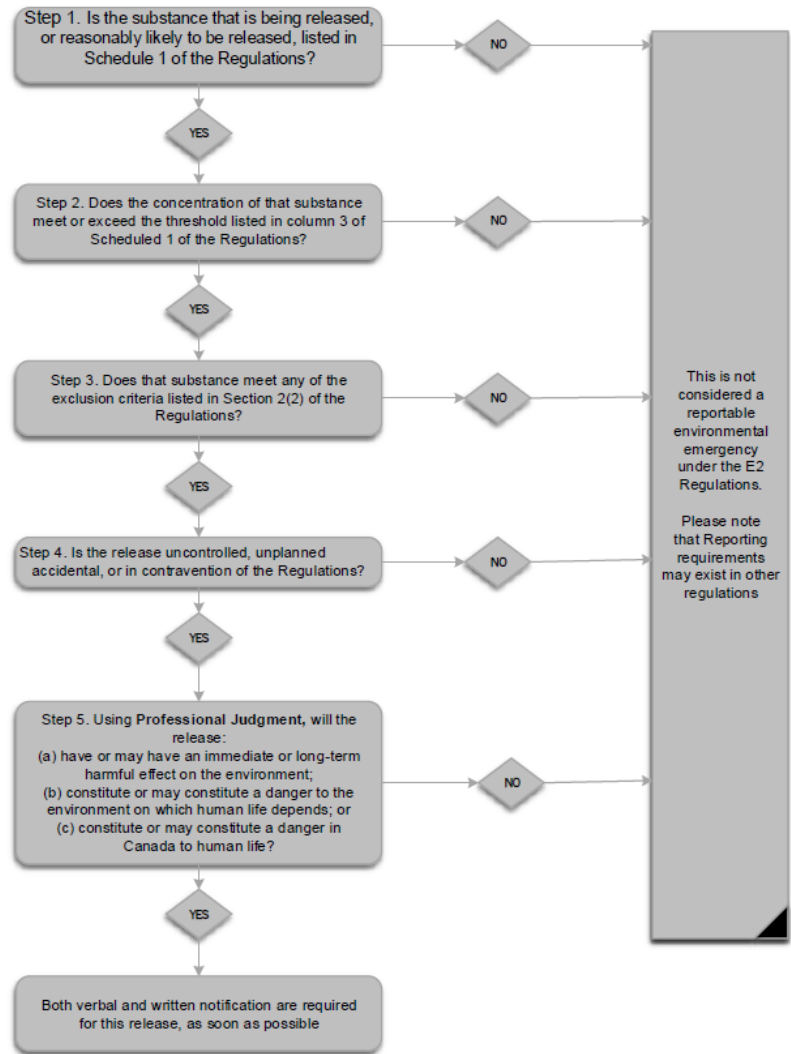 Step 1. Is the substance that is being released,
or reasonably likely to be released, listed in
Schedule 1 of the Regulations?
NO
YES
Step 2. Does the concentration of that substance
meet or exceed the threshold listed in column 3 of
Scheduled 1 of the Regulations?
NO
YES
Step 3. Does that substance meet any of the
exclusion criteria listed in Section 2(2) of the
Regulations?
NO
YES
Step 4. Is the release uncontrolled, unplanned
accidental, or in contravention of the Regulations?
NO
YES
Step 5. Using Professional Judgment, will the
release:
(a) have or may have an immediate or long-term
harmful effect on the environment;
(b) constitute or may constitute a danger to the
environment on which human life depends; or
(c) constitute or may constitute a danger in
Canada to human life?
NO
YES
Both verbal and written notification are required
for this release, as soon as possible
This is not
considered a
reportable
environmental
emergency
under the E2
Regulations.
Please note
that Reporting
requirements
may exist in other
regulations